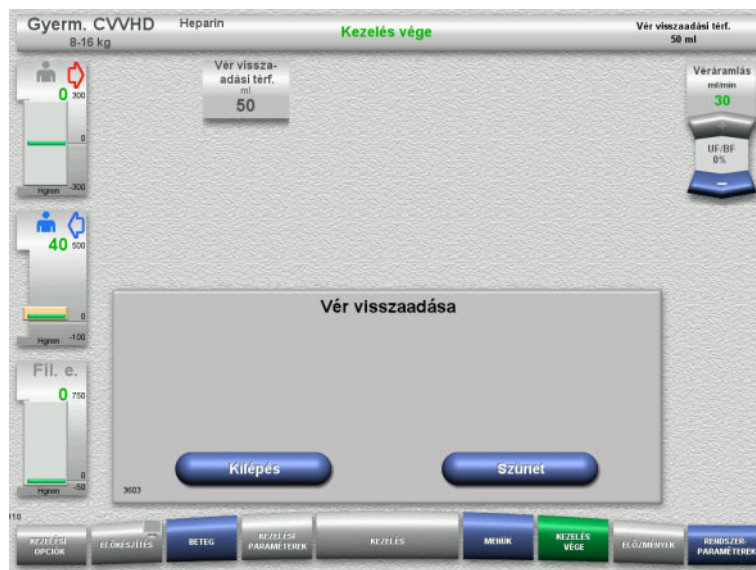 Gyerm. CVVHD
8-16 kg
Heparin
Kezelés vége
Vér visszaadási térf.
50 ml
0
300
0
-300
Hgmm
Vér vissza-
adási térf.
ml
50
Véráramlás
ml/min
30
+
UF/BF
0%
–
40
500
0
-100
Hgmm
Fil. e.
0
750
0
-50
Hgmm
Vér visszaadása
Kilépés
Szünet
3603
KEZELÉSI
OPCIÓK
ELŐKÉSZÍTÉS
BETEG
KEZELÉSI
PARAMÉTEREK
KEZELÉS
MENÜK
KEZELÉS
VÉGE
ELŐZMÉNYEK
RENDSZER-
PARAMÉTEREK